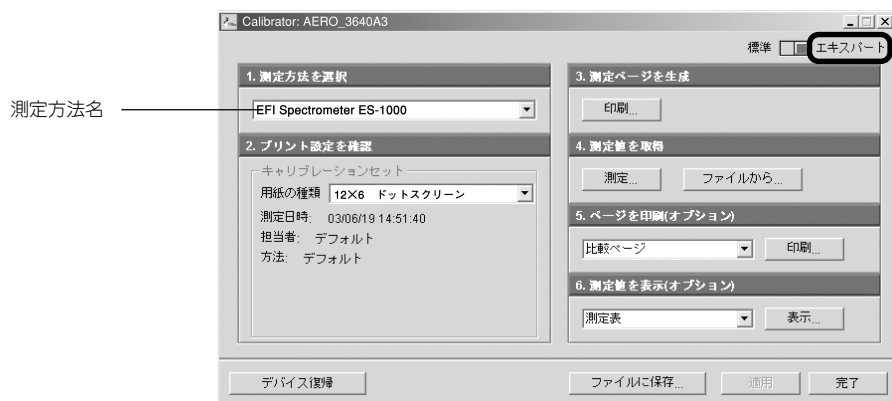 Calibrator: AERO_3640A3
標準
エキスパート
測定方法名
1. 測定方法を選択
EFI Spectrometer ES-1000
2. プリント設定を確認
キャリブレーションセット
用紙の種類 12×6 ドットスクリーン
測定日時: 03/06/19 14:51:40
担当者: デフォルト
方法: デフォルト
3. 測定ページを生成
印刷...
4. 測定値を取得
測定...
ファイルから...
5. ページを印刷(オプション)
比較ページ
印刷...
6. 測定値を表示(オプション)
測定表
表示...
デバイス復帰
ファイルに保存...
適用
完了